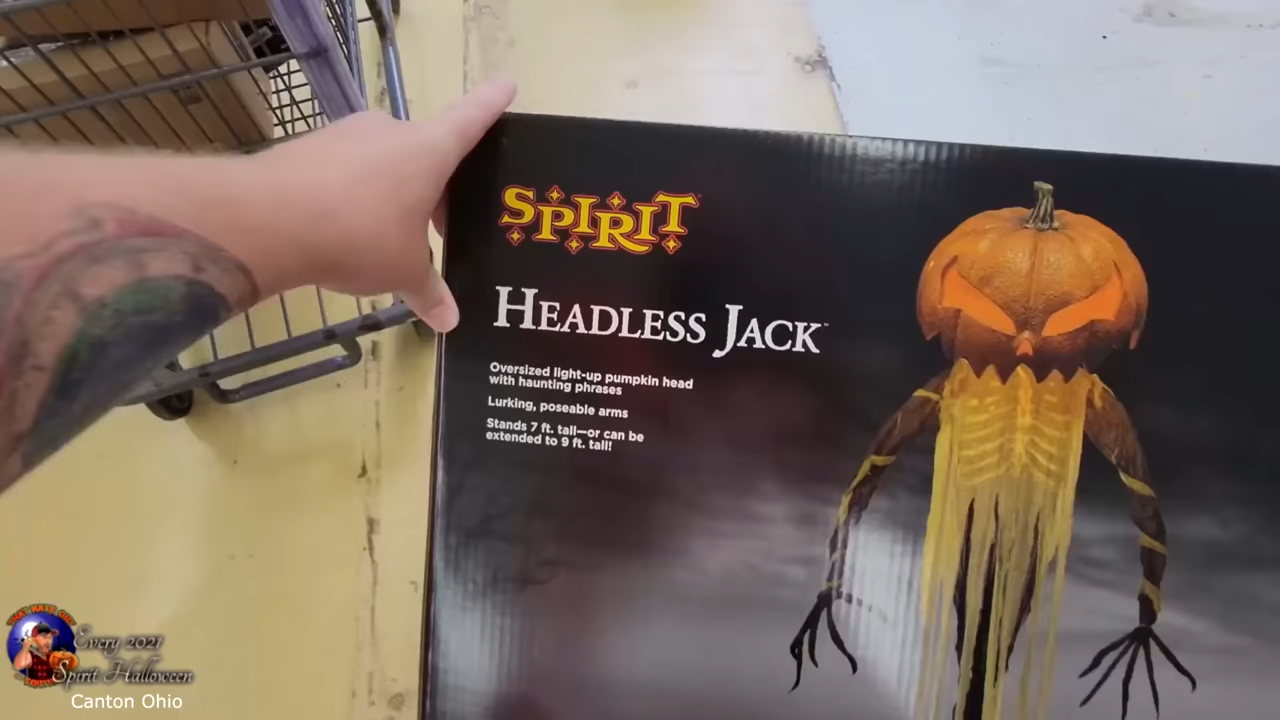 SPIRIT
HEADLESS JACK™
Oversized light-up pumpkin head
with haunting phrases
Lurking, poseable arms
Stands 7 ft. tall—or can be
extended to 9 ft. tall!
Every 2021
Spirit Halloween
Canton Ohio